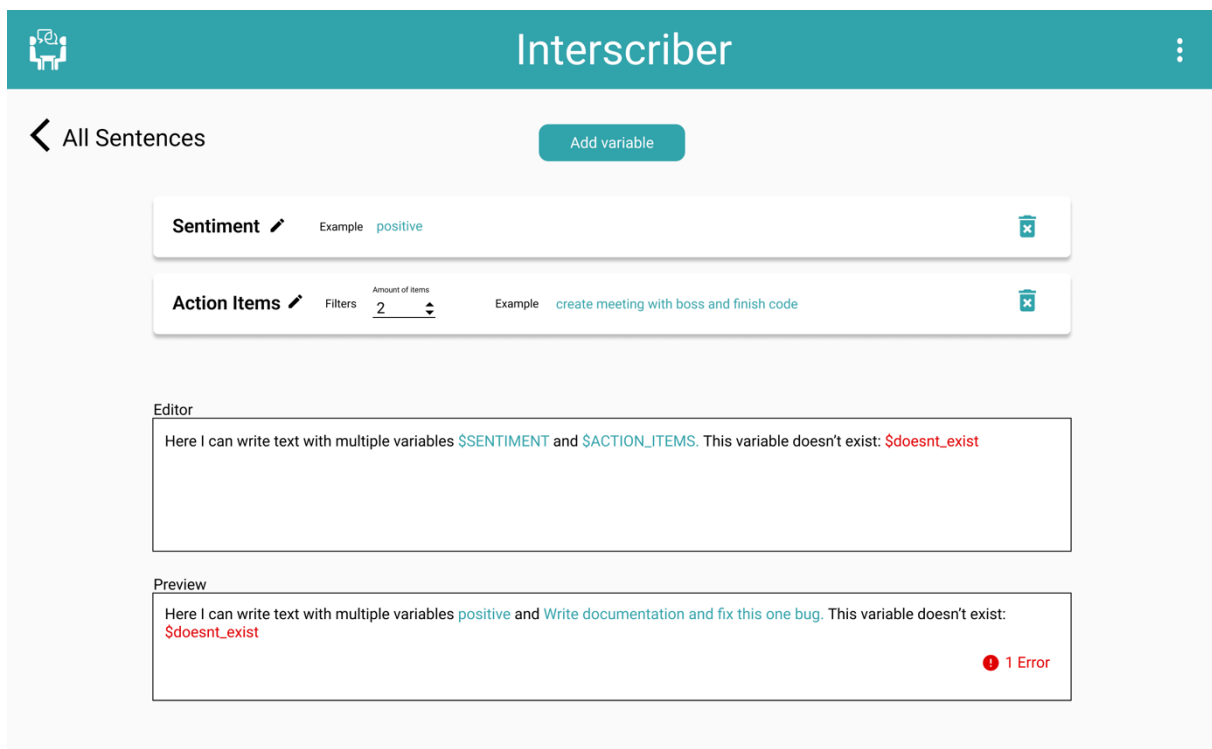 Interscriber
All Sentences
Add variable
Sentiment Example positive
Action Items Filters Amount of items 2 Example create meeting with boss and finish code
Editor
Here I can write text with multiple variables $SENTIMENT and $ACTION_ITEMS. This variable doesn’t exist: $doesnt_exist
Preview
Here I can write text with multiple variables positive and Write documentation and fix this one bug. This variable doesn’t exist:
$doesnt_exist
1 Error